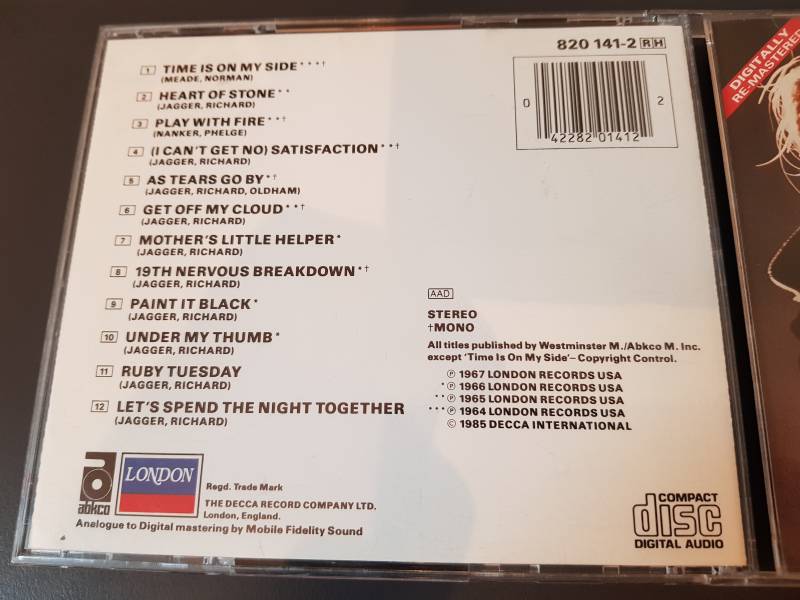 820 141-2 RH
1 TIME IS ON MY SIDE***†
(MEADE, NORMAN)
2 HEART OF STONE**
(JAGGER, RICHARD)
3 PLAY WITH FIRE**†
(NANKER, PHELGE)
4 (I CAN'T GET NO) SATISFACTION**†
(JAGGER, RICHARD)
5 AS TEARS GO BY*†
(JAGGER, RICHARD, OLDHAM)
6 GET OFF MY CLOUD**†
(JAGGER, RICHARD)
7 MOTHER'S LITTLE HELPER*
(JAGGER, RICHARD)
8 19TH NERVOUS BREAKDOWN*†
(JAGGER, RICHARD)
9 PAINT IT BLACK*
(JAGGER, RICHARD)
10 UNDER MY THUMB*
(JAGGER, RICHARD)
11 RUBY TUESDAY
(JAGGER, RICHARD)
12 LET'S SPEND THE NIGHT TOGETHER
(JAGGER, RICHARD)
0 42282 01412 2
AAD
STEREO
†MONO
All titles published by Westminster M./Abkco M. Inc.
except 'Time Is On My Side'– Copyright Control.
℗ 1967 LONDON RECORDS USA
*℗ 1966 LONDON RECORDS USA
**℗ 1965 LONDON RECORDS USA
***℗ 1964 LONDON RECORDS USA
© 1985 DECCA INTERNATIONAL
abkco
LONDON
Regd. Trade Mark
THE DECCA RECORD COMPANY LTD.
London, England.
Analogue to Digital mastering by Mobile Fidelity Sound
COMPACT
disc
DIGITAL AUDIO
DIGITALLY
RE-MASTERED